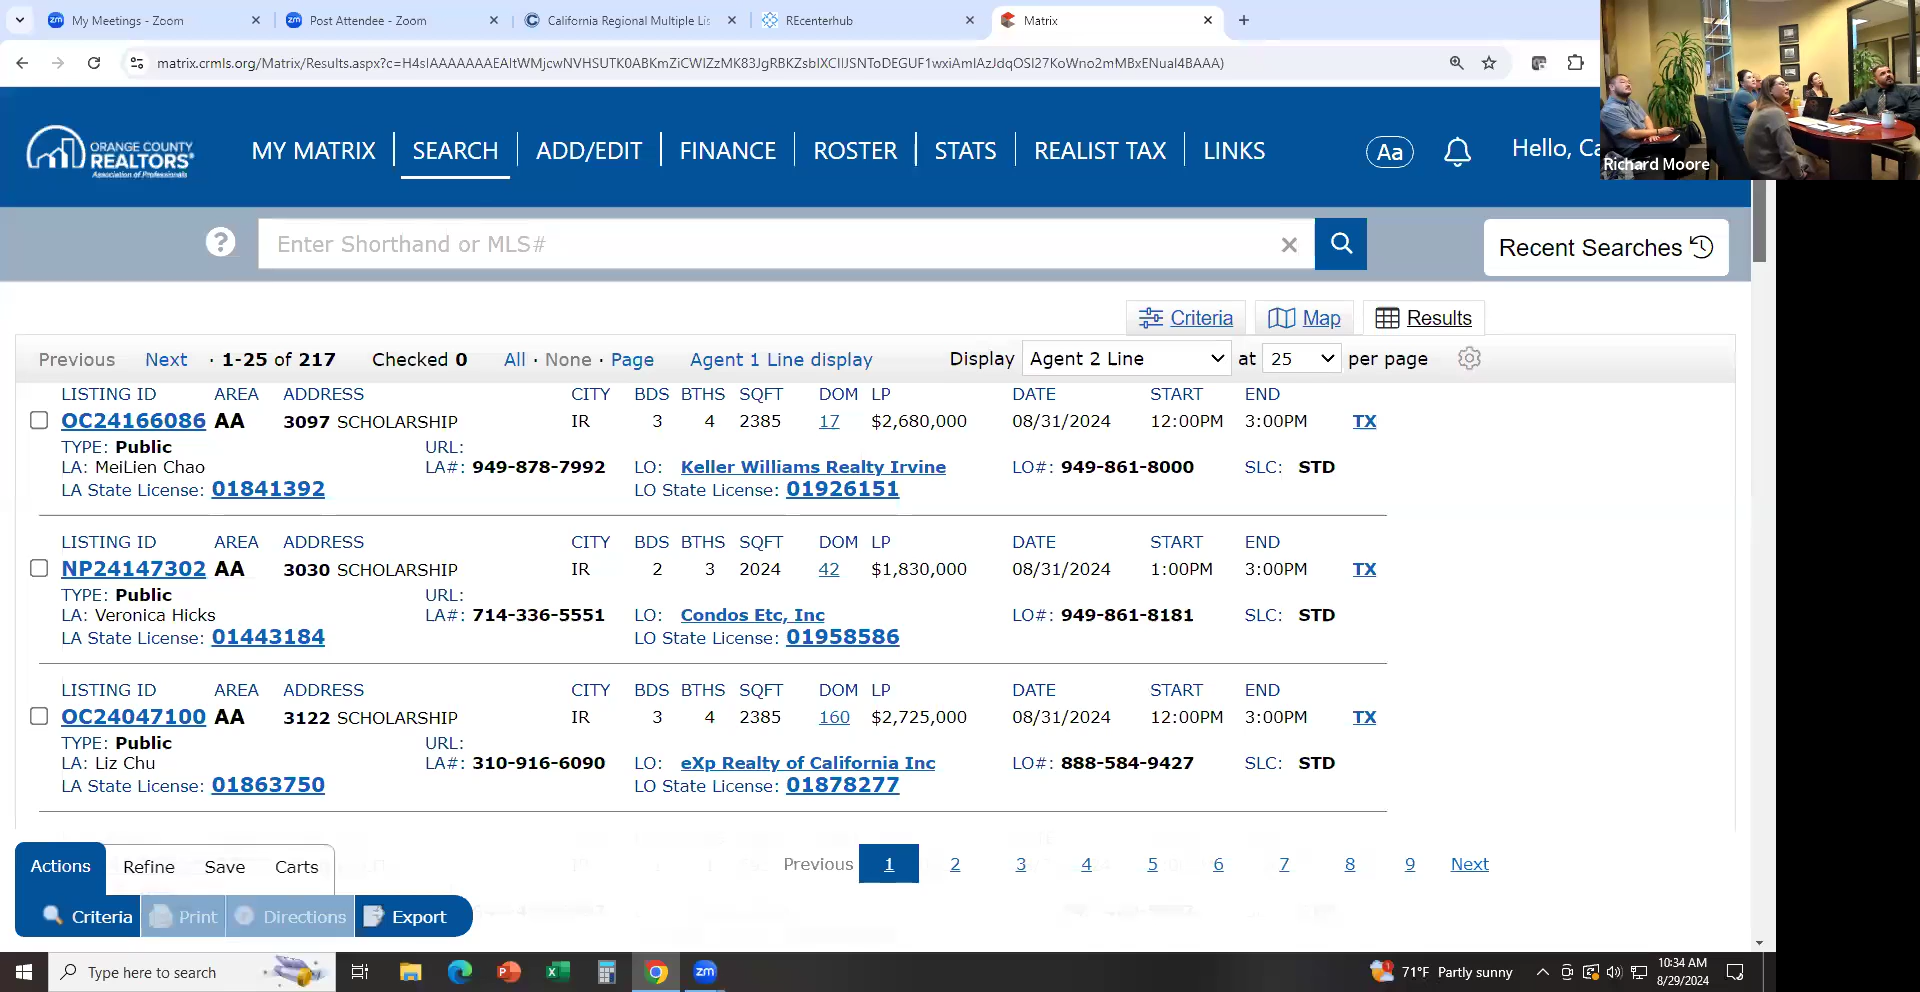 My Meetings - Zoom
Post Attendee - Zoom
California Regional Multiple Lis
REcenterhub
Matrix
matrix.crmls.org/Matrix/Results.aspx?c=H4sIAAAAAAAEAItWMjcwNVHSUTK0ABKmZiCWIZzMK83JgRBKZsbIXCIIJSNToDEGUF1wxiAmIAzJdqOSI27KoWno2mMBxENual4BAAA)
ORANGE COUNTY REALTORS® Association of Professionals
MY MATRIX SEARCH ADD/EDIT FINANCE ROSTER STATS REALIST TAX LINKS
Aa
Hello, Ca
Richard Moore
? Enter Shorthand or MLS#
Recent Searches
Criteria Map Results
Previous Next · 1-25 of 217 Checked 0 All · None · Page Agent 1 Line display Display Agent 2 Line at 25 per page
LISTING ID AREA ADDRESS CITY BDS BTHS SQFT DOM LP DATE START END
OC24166086 AA 3097 SCHOLARSHIP IR 3 4 2385 17 $2,680,000 08/31/2024 12:00PM 3:00PM TX
TYPE: Public URL:
LA: MeiLien Chao LA#: 949-878-7992 LO: Keller Williams Realty Irvine LO#: 949-861-8000 SLC: STD
LA State License: 01841392 LO State License: 01926151
LISTING ID AREA ADDRESS CITY BDS BTHS SQFT DOM LP DATE START END
NP24147302 AA 3030 SCHOLARSHIP IR 2 3 2024 42 $1,830,000 08/31/2024 1:00PM 3:00PM TX
TYPE: Public URL:
LA: Veronica Hicks LA#: 714-336-5551 LO: Condos Etc, Inc LO#: 949-861-8181 SLC: STD
LA State License: 01443184 LO State License: 01958586
LISTING ID AREA ADDRESS CITY BDS BTHS SQFT DOM LP DATE START END
OC24047100 AA 3122 SCHOLARSHIP IR 3 4 2385 160 $2,725,000 08/31/2024 12:00PM 3:00PM TX
TYPE: Public URL:
LA: Liz Chu LA#: 310-916-6090 LO: eXp Realty of California Inc LO#: 888-584-9427 SLC: STD
LA State License: 01863750 LO State License: 01878277
Actions Refine Save Carts
Previous 1 2 3 4 5 6 7 8 9 Next
Criteria Print Directions Export
Type here to search
71°F Partly sunny
10:34 AM
8/29/2024